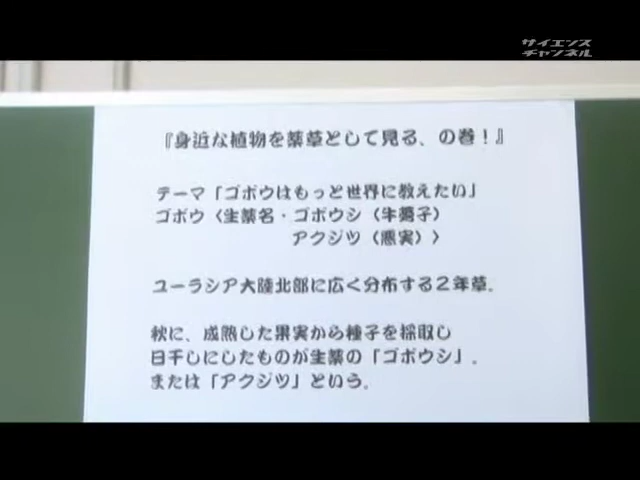 サイエンス
チャンネル
『身近な植物を薬草として見る、の巻！』
テーマ「ゴボウはもっと世界に教えたい」
ゴボウ〈生薬名・ゴボウシ（牛蒡子）
アクジツ（悪実）〉
ユーラシア大陸北部に広く分布する２年草。
秋に、成熟した果実から種子を採取し
日干しにしたものが生薬の「ゴボウシ」。
または「アクジツ」という。